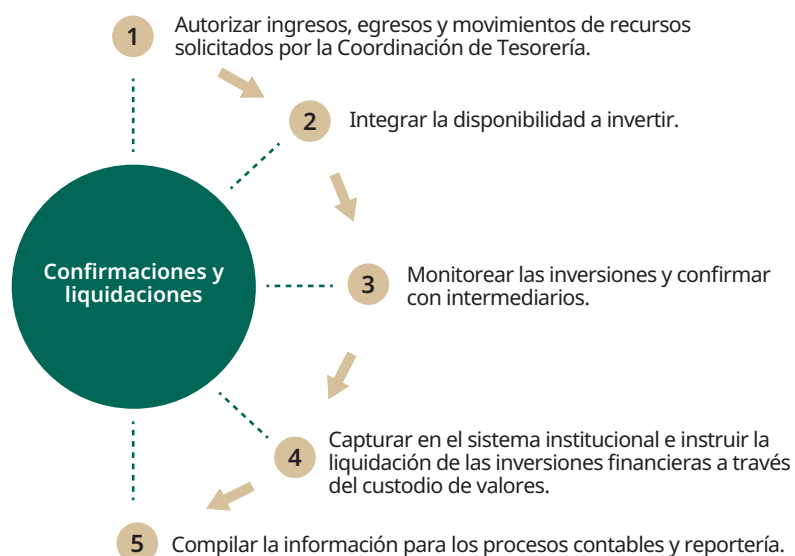 1
Autorizar ingresos, egresos y movimientos de recursos
solicitados por la Coordinación de Tesorería.
2
Integrar la disponibilidad a invertir.
Confirmaciones y
liquidaciones
3
Monitorear las inversiones y confirmar
con intermediarios.
4
Capturar en el sistema institucional e instruir la
liquidación de las inversiones financieras a través
del custodio de valores.
5
Compilar la información para los procesos contables y reportería.